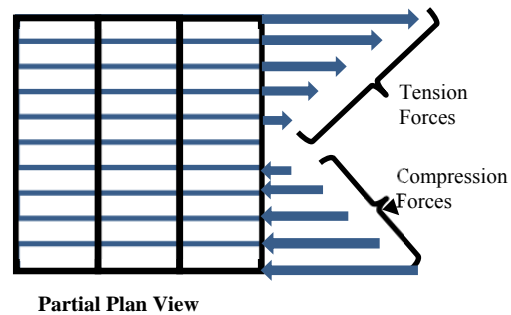 Tension
Forces
Compression
Forces
Partial Plan View